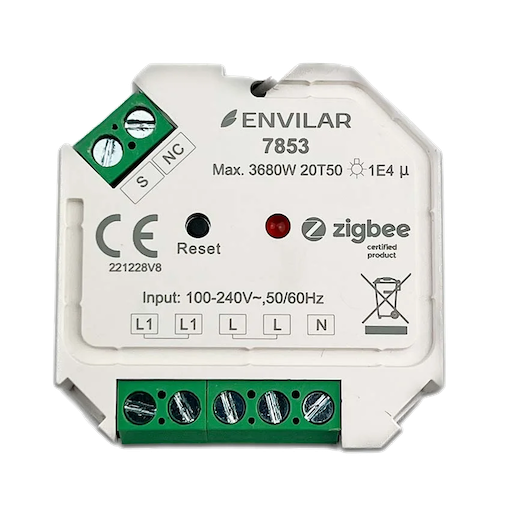 ENVILAR
7853
Max. 3680W 20T50 1E4 µ
S NC
CE
221228V8
Reset
zigbee
certified
product
Input: 100-240V~,50/60Hz
L1 L1 L L N